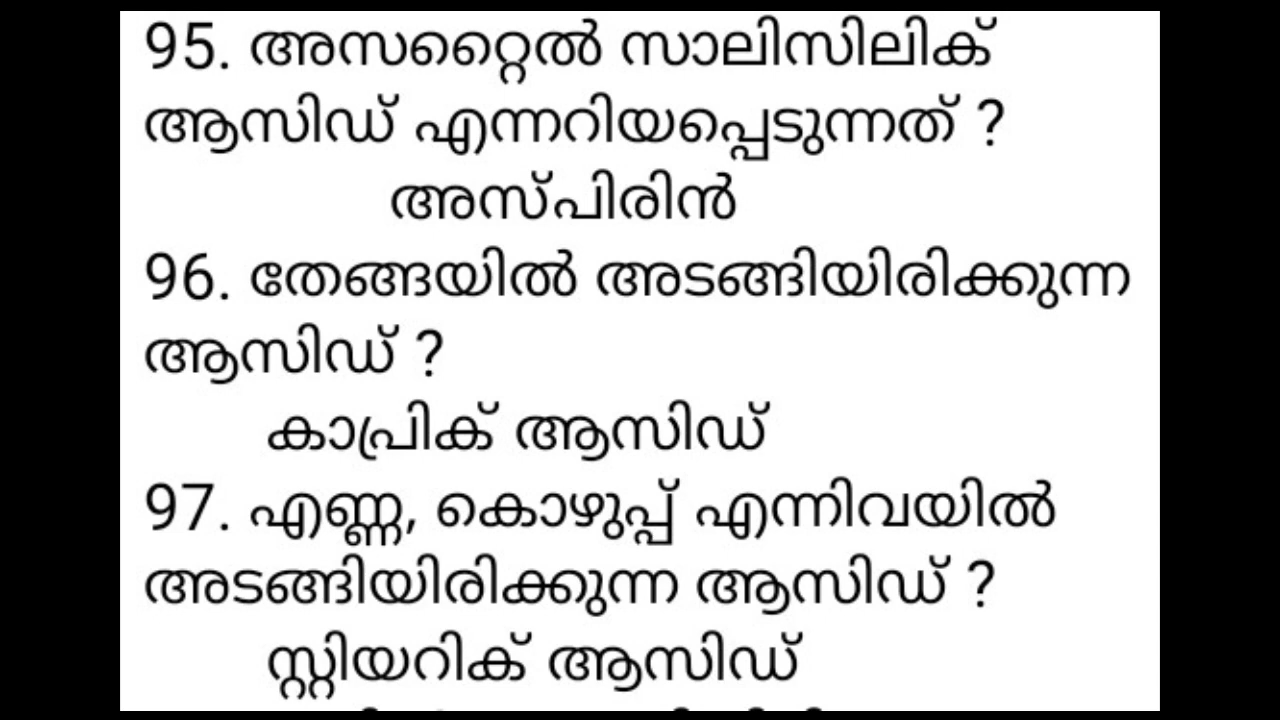 95. അസറ്റൈൽ സാലിസിലിക്
ആസിഡ് എന്നറിയപ്പെടുന്നത് ?
അസ്പിരിൻ
96. തേങ്ങയിൽ അടങ്ങിയിരിക്കുന്ന
ആസിഡ് ?
കാപ്രിക് ആസിഡ്
97. എണ്ണ, കൊഴുപ്പ് എന്നിവയിൽ
അടങ്ങിയിരിക്കുന്ന ആസിഡ് ?
സ്റ്റിയറിക് ആസിഡ്